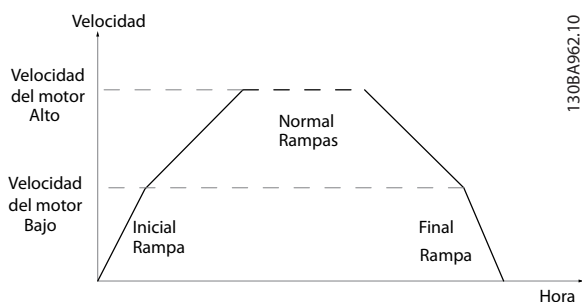 Velocidad
130BA962.10
Velocidad
del motor
Alto
Normal
Rampas
Velocidad
del motor
Bajo
Inicial
Rampa
Final
Rampa
Hora